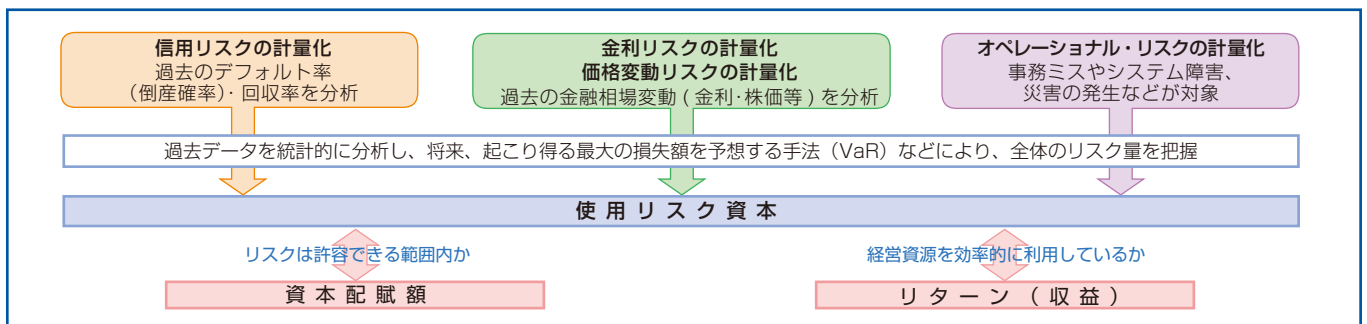 信用リスクの計量化
過去のデフォルト率
（倒産確率）・回収率を分析
金利リスクの計量化
価格変動リスクの計量化
過去の金融相場変動(金利・株価等)を分析
オペレーショナル・リスクの計量化
事務ミスやシステム障害、
災害の発生などが対象
過去データを統計的に分析し、将来、起こり得る最大の損失額を予想する手法（VaR）などにより、全体のリスク量を把握
使用リスク資本
リスクは許容できる範囲内か
経営資源を効率的に利用しているか
資本配賦額
リターン（収益）